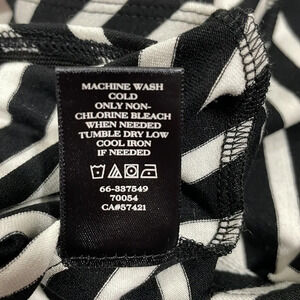 MACHINE WASH
COLD
ONLY NON-
CHLORINE BLEACH
WHEN NEEDED
TUMBLE DRY LOW
COOL IRON
IF NEEDED
66-337549
70054
CA#57421